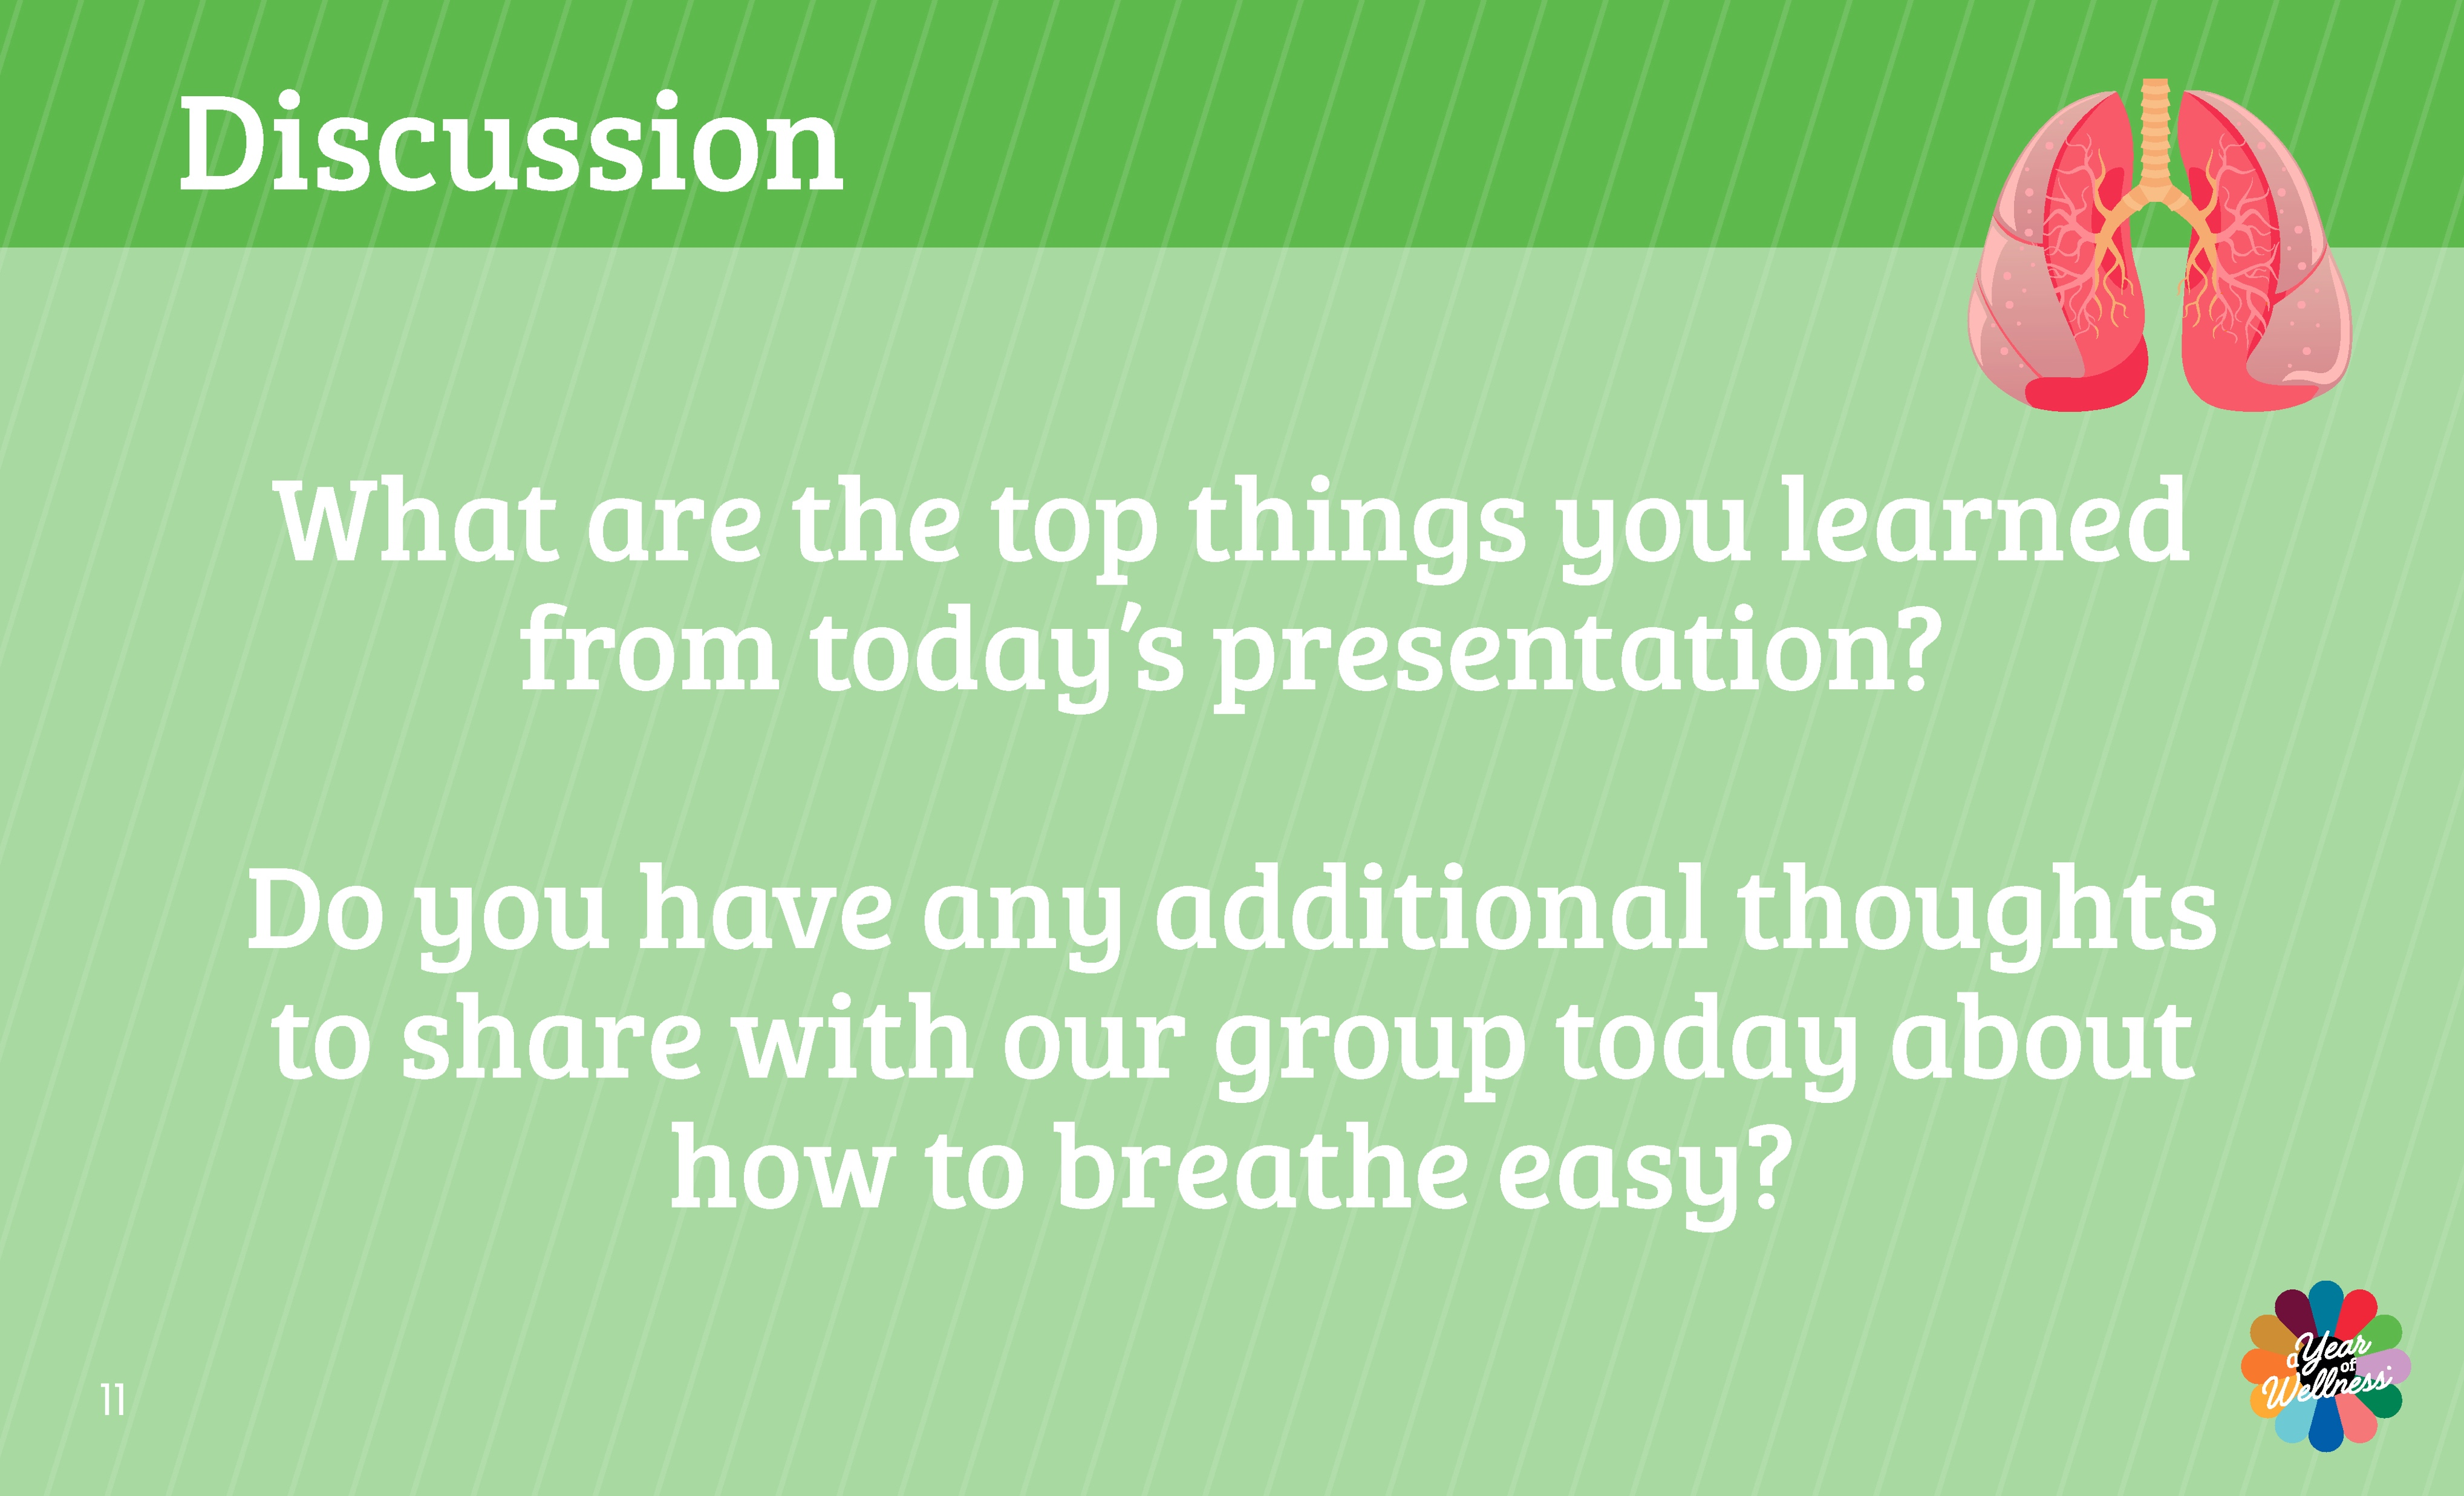 Discussion
What are the top things you learned
from today’s presentation?
Do you have any additional thoughts
to share with our group today about
how to breathe easy?
11
a Year
of
Wellness